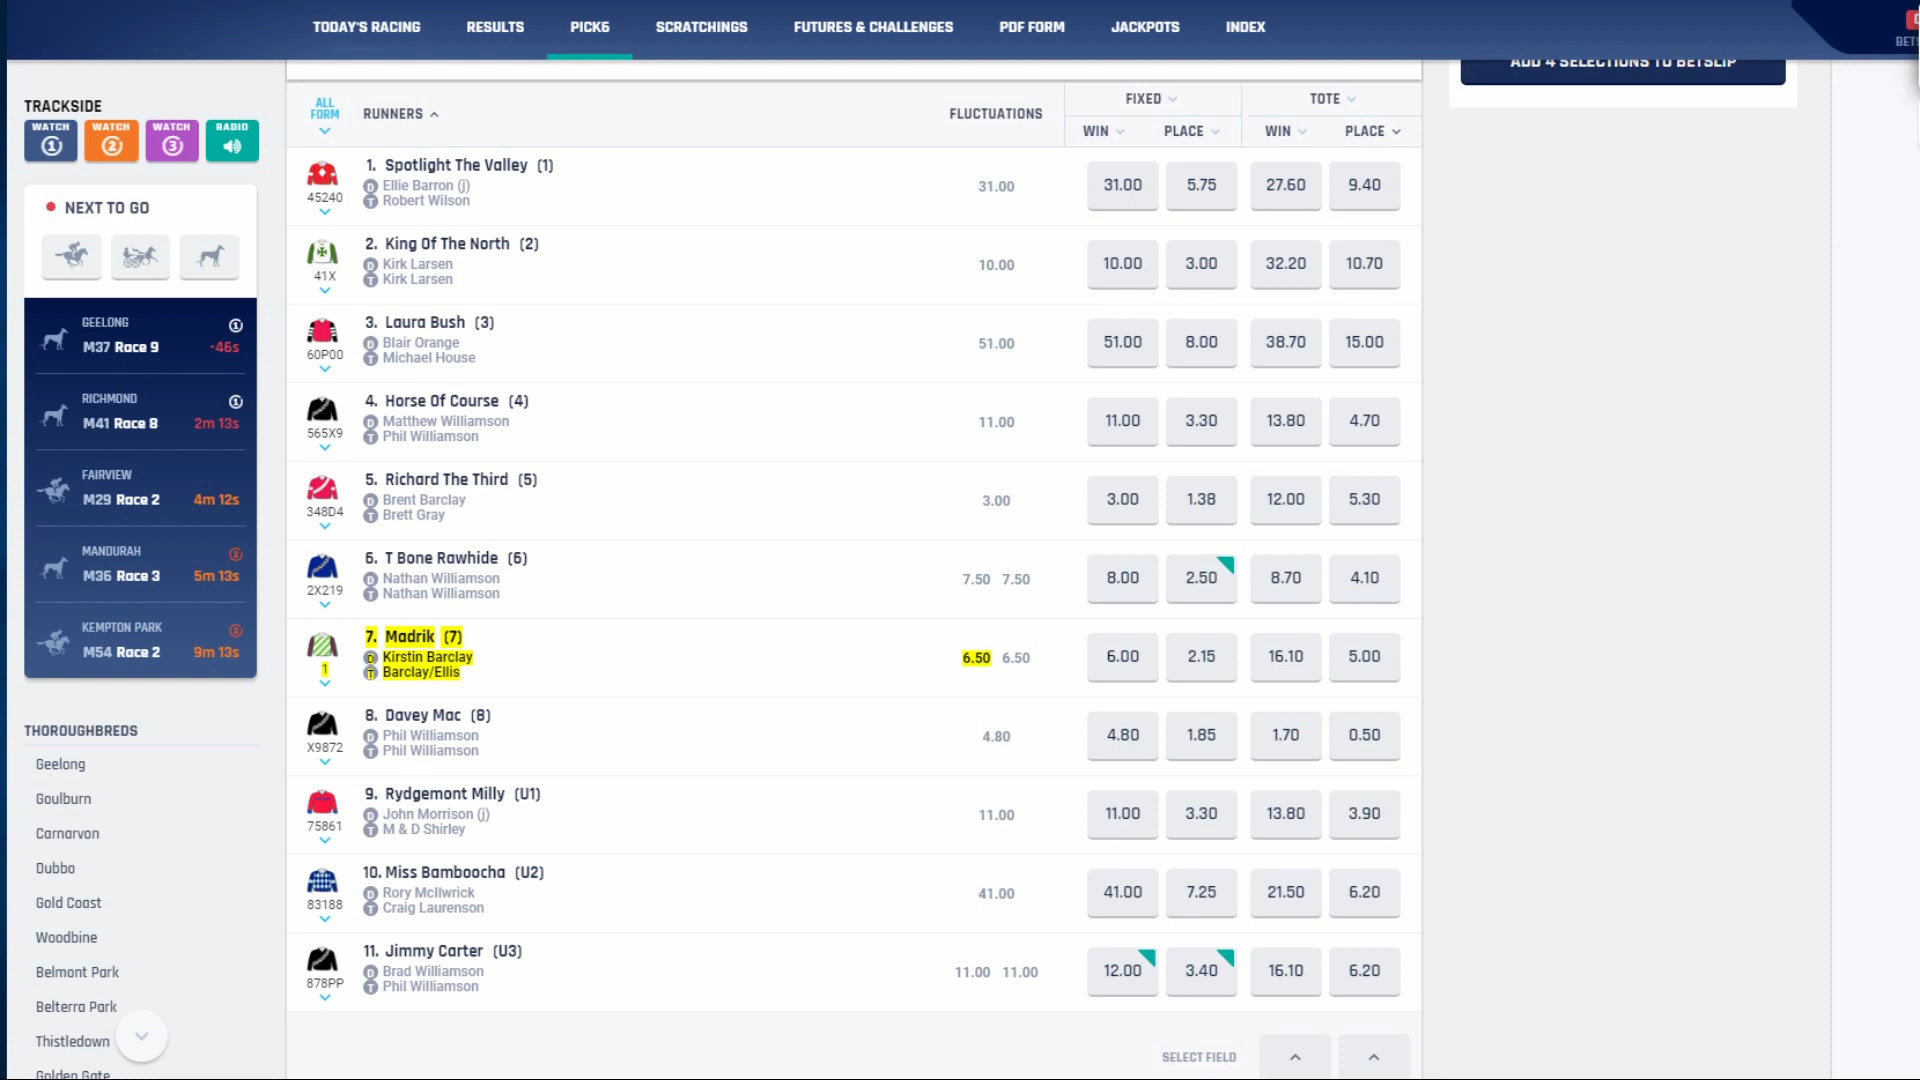 TODAY'S RACING RESULTS PICK6 SCRATCHINGS FUTURES & CHALLENGES PDF FORM JACKPOTS INDEX
BETS
ADD 4 SELECTIONS TO BETSLIP
TRACKSIDE
WATCH 1 WATCH 2 WATCH 3 RADIO
NEXT TO GO
GEELONG 1
M37 Race 9 -46s
RICHMOND 1
M41 Race 8 2m 13s
FAIRVIEW
M29 Race 2 4m 12s
MANDURAH 2
M36 Race 3 5m 13s
KEMPTON PARK 2
M54 Race 2 9m 13s
THOROUGHBREDS
Geelong
Goulburn
Carnarvon
Dubbo
Gold Coast
Woodbine
Belmont Park
Belterra Park
Thistledown
Golden Gate
ALL FORM RUNNERS FLUCTUATIONS FIXED TOTE
WIN PLACE WIN PLACE
1. Spotlight The Valley (1)
D Ellie Barron (j)
T Robert Wilson
45240
31.00 31.00 5.75 27.60 9.40
2. King Of The North (2)
D Kirk Larsen
T Kirk Larsen
41X
10.00 10.00 3.00 32.20 10.70
3. Laura Bush (3)
D Blair Orange
T Michael House
60P00
51.00 51.00 8.00 38.70 15.00
4. Horse Of Course (4)
D Matthew Williamson
T Phil Williamson
565X9
11.00 11.00 3.30 13.80 4.70
5. Richard The Third (5)
D Brent Barclay
T Brett Gray
348D4
3.00 3.00 1.38 12.00 5.30
6. T Bone Rawhide (6)
D Nathan Williamson
T Nathan Williamson
2X219
7.50 7.50 8.00 2.50 8.70 4.10
7. Madrik (7)
D Kirstin Barclay
T Barclay/Ellis
1
6.50 6.50 6.00 2.15 16.10 5.00
8. Davey Mac (8)
D Phil Williamson
T Phil Williamson
X9872
4.80 4.80 1.85 1.70 0.50
9. Rydgemont Milly (U1)
D John Morrison (j)
T M & D Shirley
75861
11.00 11.00 3.30 13.80 3.90
10. Miss Bamboocha (U2)
D Rory McIlwrick
T Craig Laurenson
83188
41.00 41.00 7.25 21.50 6.20
11. Jimmy Carter (U3)
D Brad Williamson
T Phil Williamson
878PP
11.00 11.00 12.00 3.40 16.10 6.20
SELECT FIELD